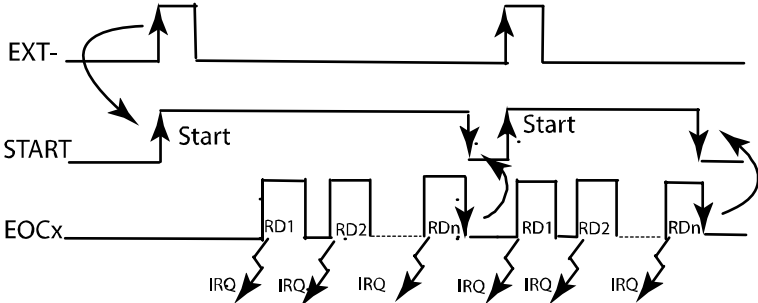 EXT-
Start
Start
START
EOCx
RD1
RD2
RDn
RD1
RD2
RDn
IRQ
IRQ
IRQ
IRQ
IRQ
IRQ